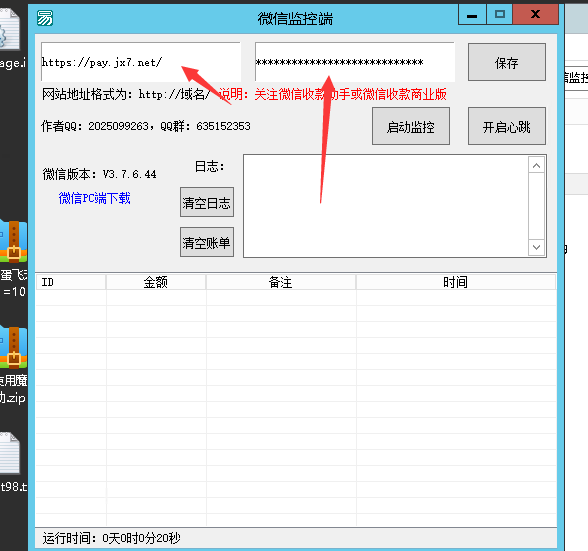 微信监控端
https://pay.jx7.net/
****************************
保存
网站地址格式为: http://域名/
说明: 关注微信收款助手或微信收款商业版
作者QQ: 2025099263, QQ群: 635152353
启动监控
开启心跳
日志:
微信版本: V3.7.6.44
微信PC端下载
清空日志
清空账单
ID 金额 备注 时间
运行时间: 0天0时0分20秒
age.i
蛋飞
=10
使用魔
.zip
t98.t